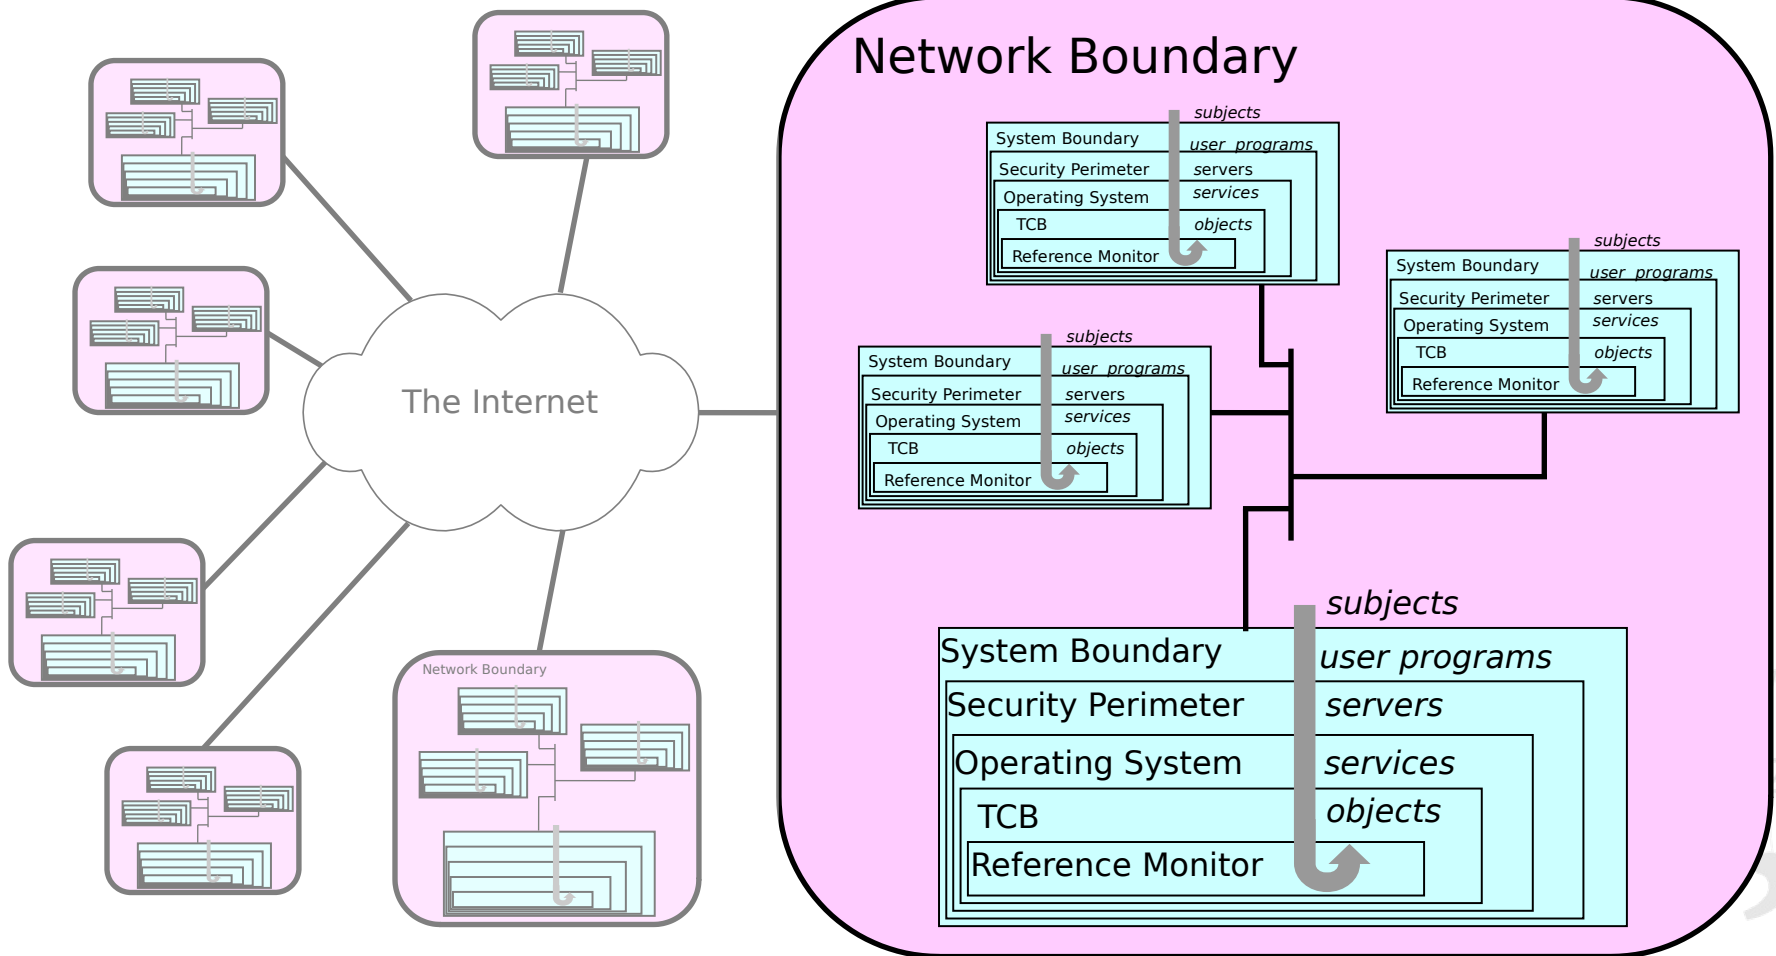 Network Boundary
subjects
System Boundary
user programs
Security Perimeter
servers
Operating System
services
TCB
objects
Reference Monitor
subjects
System Boundary
user programs
Security Perimeter
servers
Operating System
services
TCB
objects
Reference Monitor
subjects
System Boundary
user programs
Security Perimeter
servers
Operating System
services
TCB
objects
Reference Monitor
The Internet
subjects
System Boundary
user programs
Security Perimeter
servers
Operating System
services
TCB
objects
Reference Monitor
Network Boundary